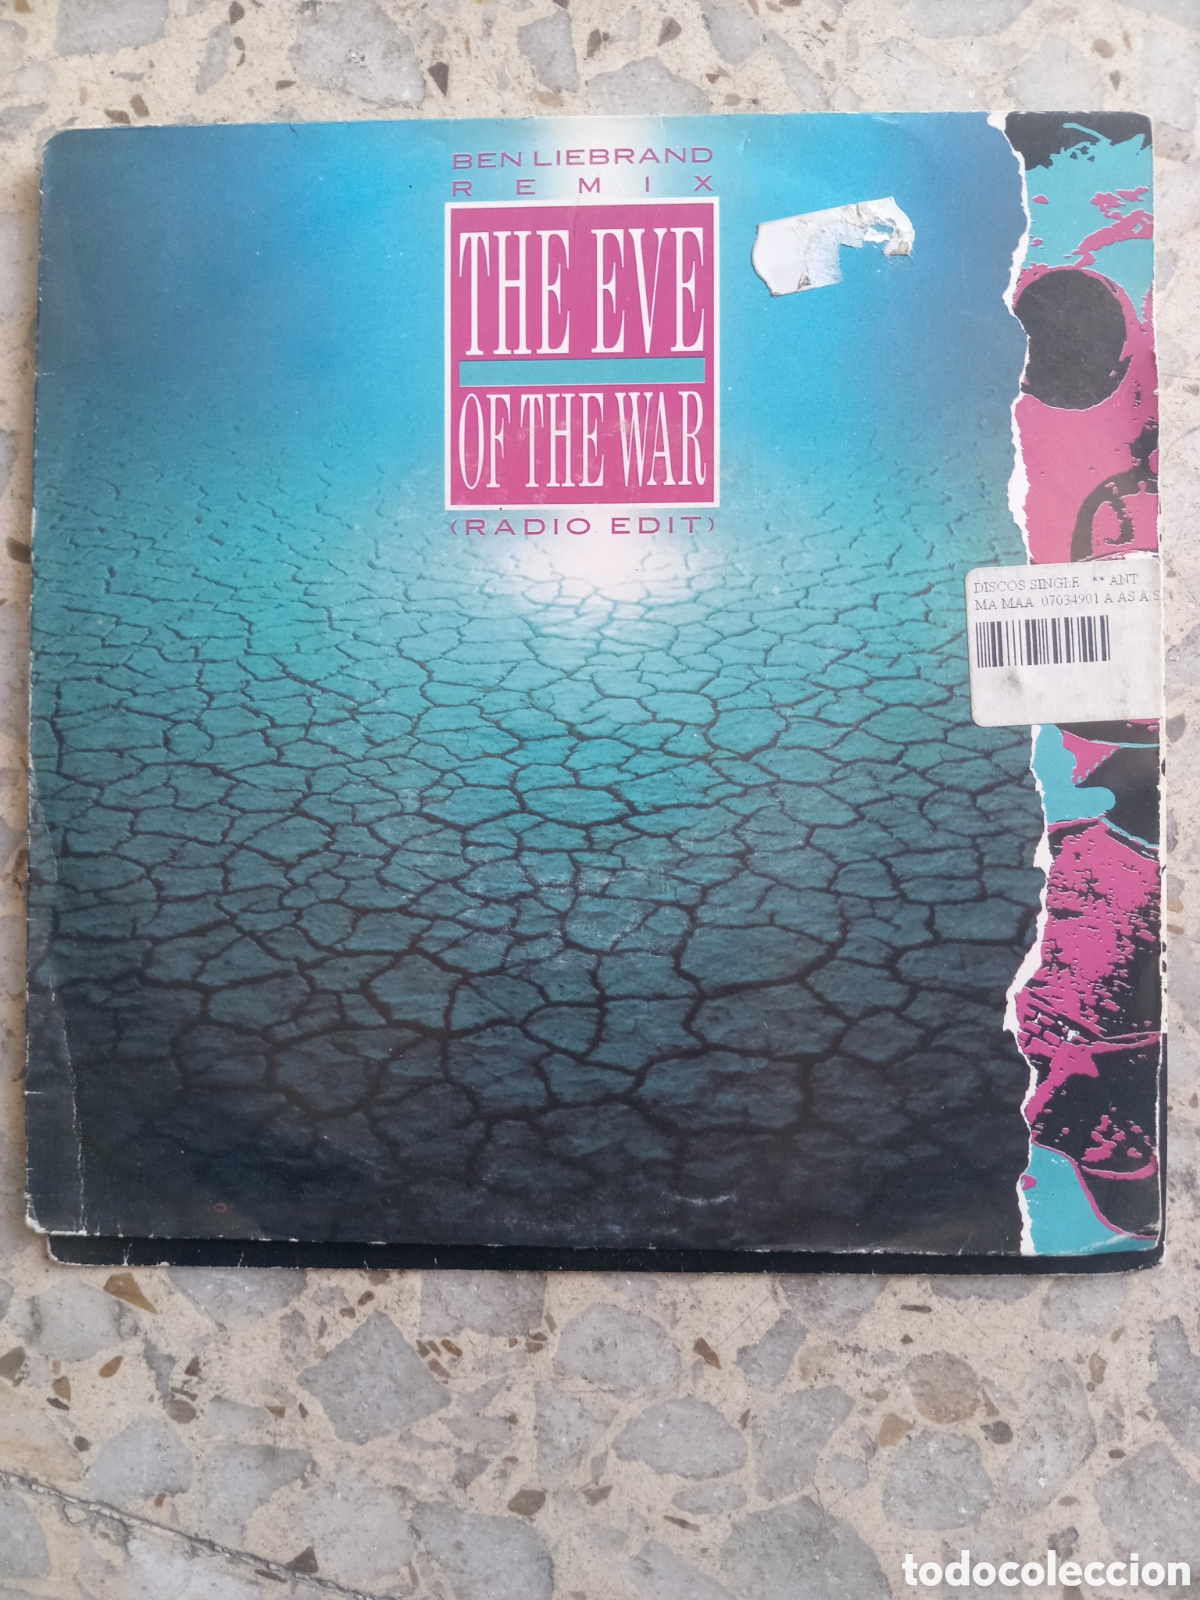 BEN LIEBRAND
REMIX
THE EVE
OF THE WAR
(RADIO EDIT)
DISCOS SINGLE ** ANT
MA MAA 07034901 A AS A S
todocoleccion